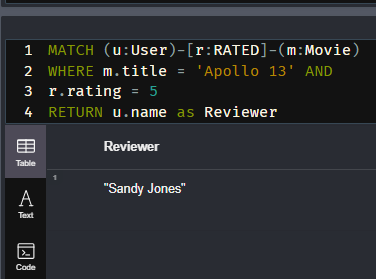 1 MATCH (u:User)-[r:RATED]-(m:Movie)
2 WHERE m.title = 'Apollo 13' AND
3 r.rating = 5
4 RETURN u.name as Reviewer
Table
Reviewer
1
"Sandy Jones"
A
Text
Code